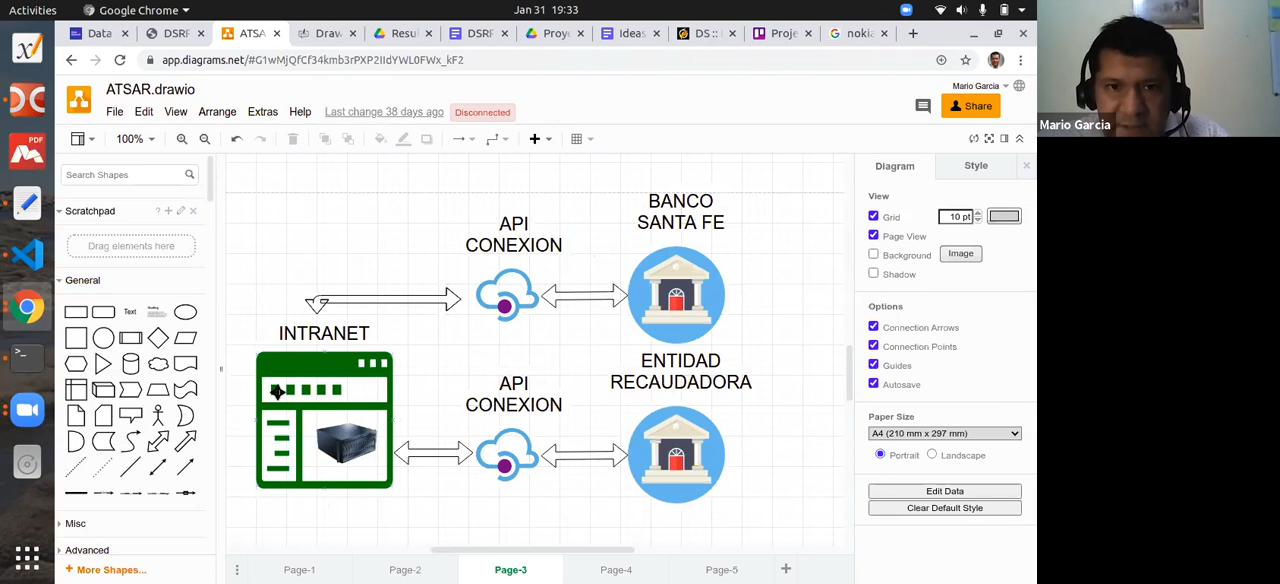 Activities
Google Chrome
Jan 31 19:33
Data
DSRF
ATSA
Draw
Resu
DSRF
Proye
Ideas
DS ::
Proje
nokia
app.diagrams.net/#G1wMjQfCf34kmb3rPXP2IIdYWL0FWx_kF2
ATSAR.drawio
Mario Garcia
File
Edit
View
Arrange
Extras
Help
Last change 38 days ago
Disconnected
Share
100%
Search Shapes
Scratchpad
Drag elements here
General
Text
Heading
Misc
Advanced
+ More Shapes...
BANCO
SANTA FE
API
CONEXION
INTRANET
ENTIDAD
RECAUDADORA
API
CONEXION
Diagram
Style
View
Grid
10 pt
Page View
Background
Image
Shadow
Options
Connection Arrows
Connection Points
Guides
Autosave
Paper Size
A4 (210 mm x 297 mm)
Portrait
Landscape
Edit Data
Clear Default Style
Page-1
Page-2
Page-3
Page-4
Page-5
PDF
Mario Garcia